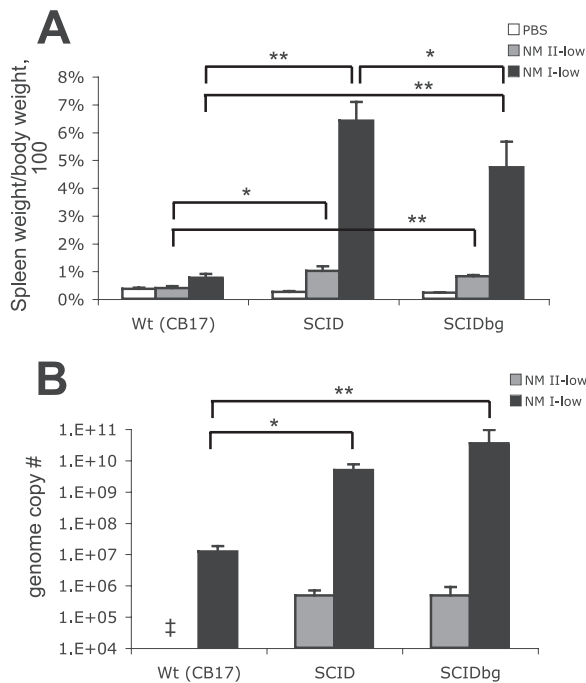 A
PBS
NM II-low
NM I-low
Spleen weight/body weight,
100
8%
7%
6%
5%
4%
3%
2%
1%
0%
**
*
**
*
**
Wt (CB17)
SCID
SCIDbg
B
NM II-low
NM I-low
genome copy #
1.E+11
1.E+10
1.E+09
1.E+08
1.E+07
1.E+06
1.E+05
1.E+04
**
*
‡
Wt (CB17)
SCID
SCIDbg